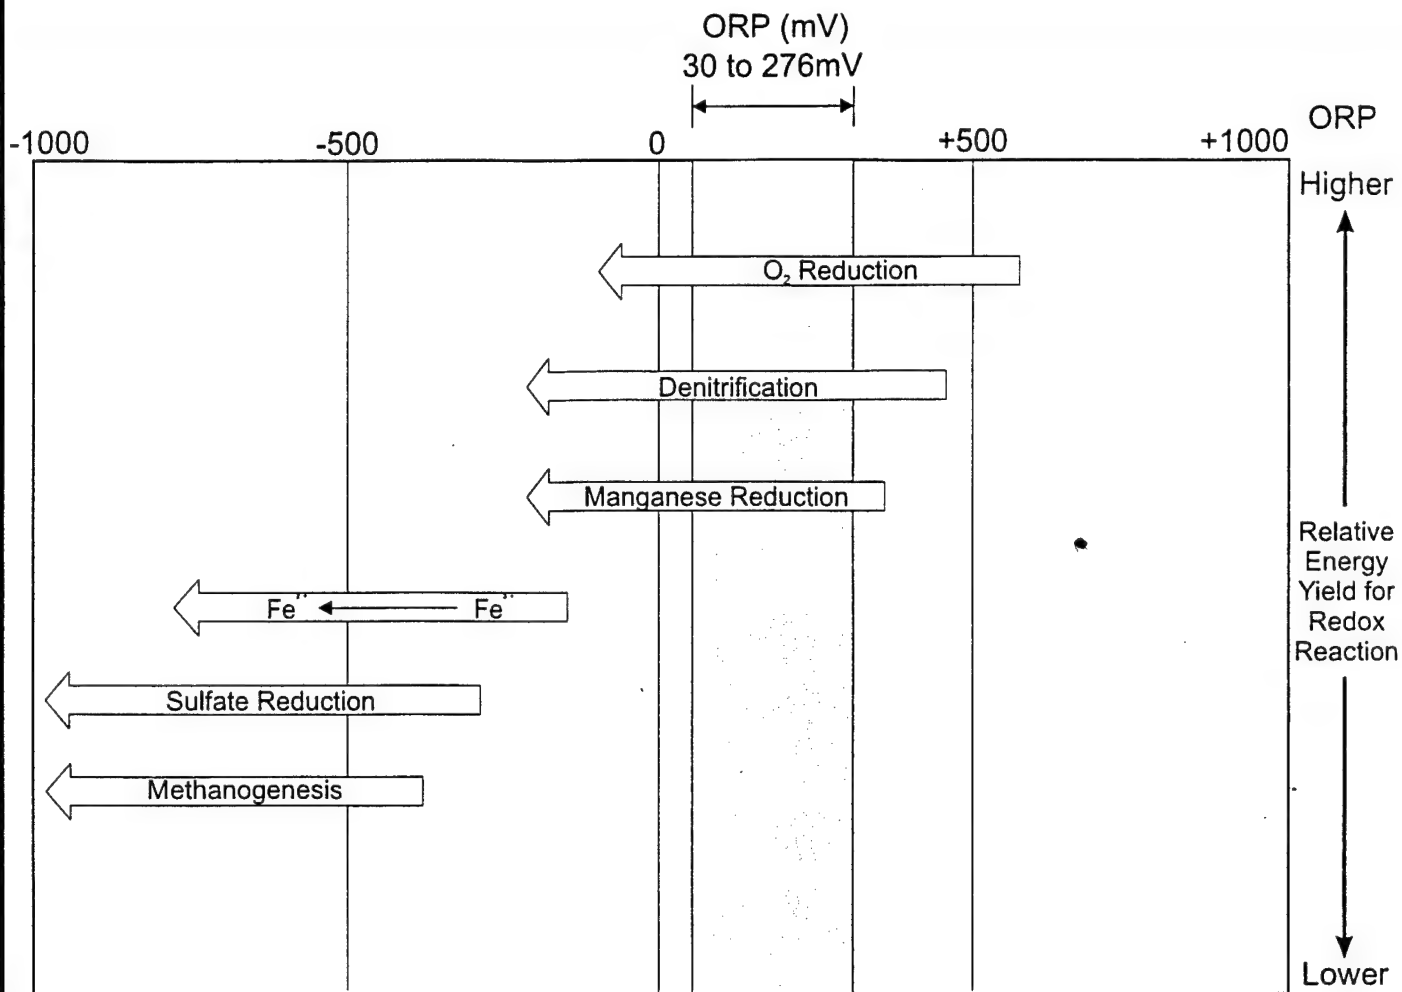 ORP (mV)
30 to 276mV
-1000
-500
0
+500
+1000
ORP
Higher
O₂ Reduction
Denitrification
Manganese Reduction
Relative
Energy
Yield for
Redox
Reaction
Fe
Fe
Sulfate Reduction
Methanogenesis
Lower